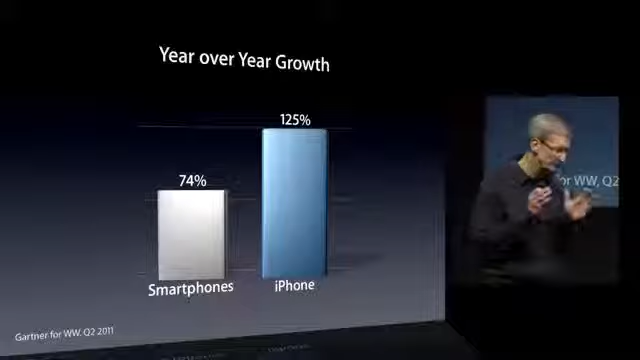 Year over Year Growth
125%
74%
Smartphones
iPhone
Gartner for WW, Q2 2011
for WW, Q2